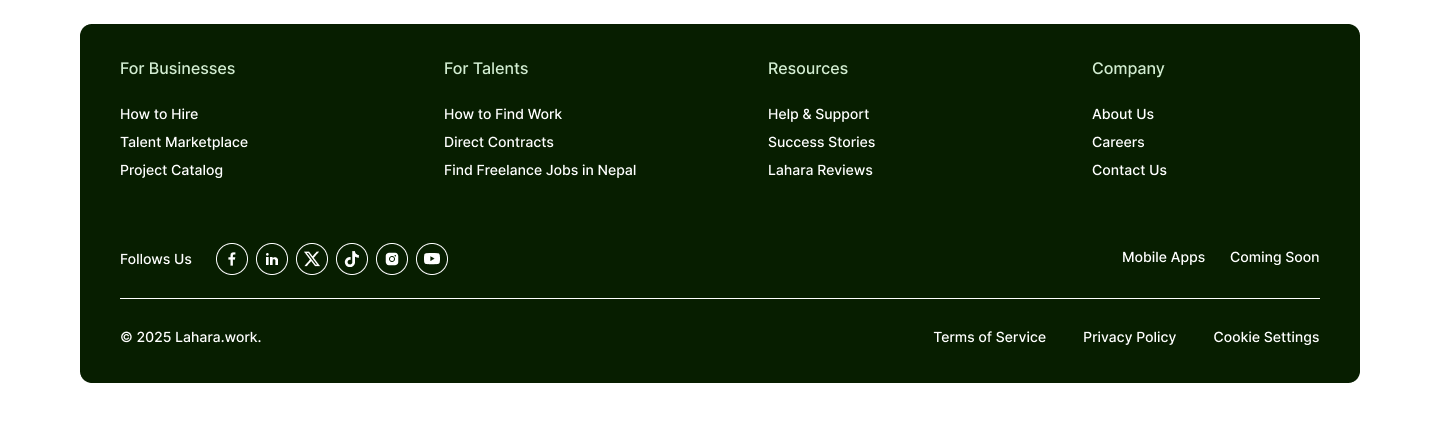 For Businesses
How to Hire
Talent Marketplace
Project Catalog
For Talents
How to Find Work
Direct Contracts
Find Freelance Jobs in Nepal
Resources
Help & Support
Success Stories
Lahara Reviews
Company
About Us
Careers
Contact Us
Follows Us
Mobile Apps Coming Soon
© 2025 Lahara.work.
Terms of Service Privacy Policy Cookie Settings